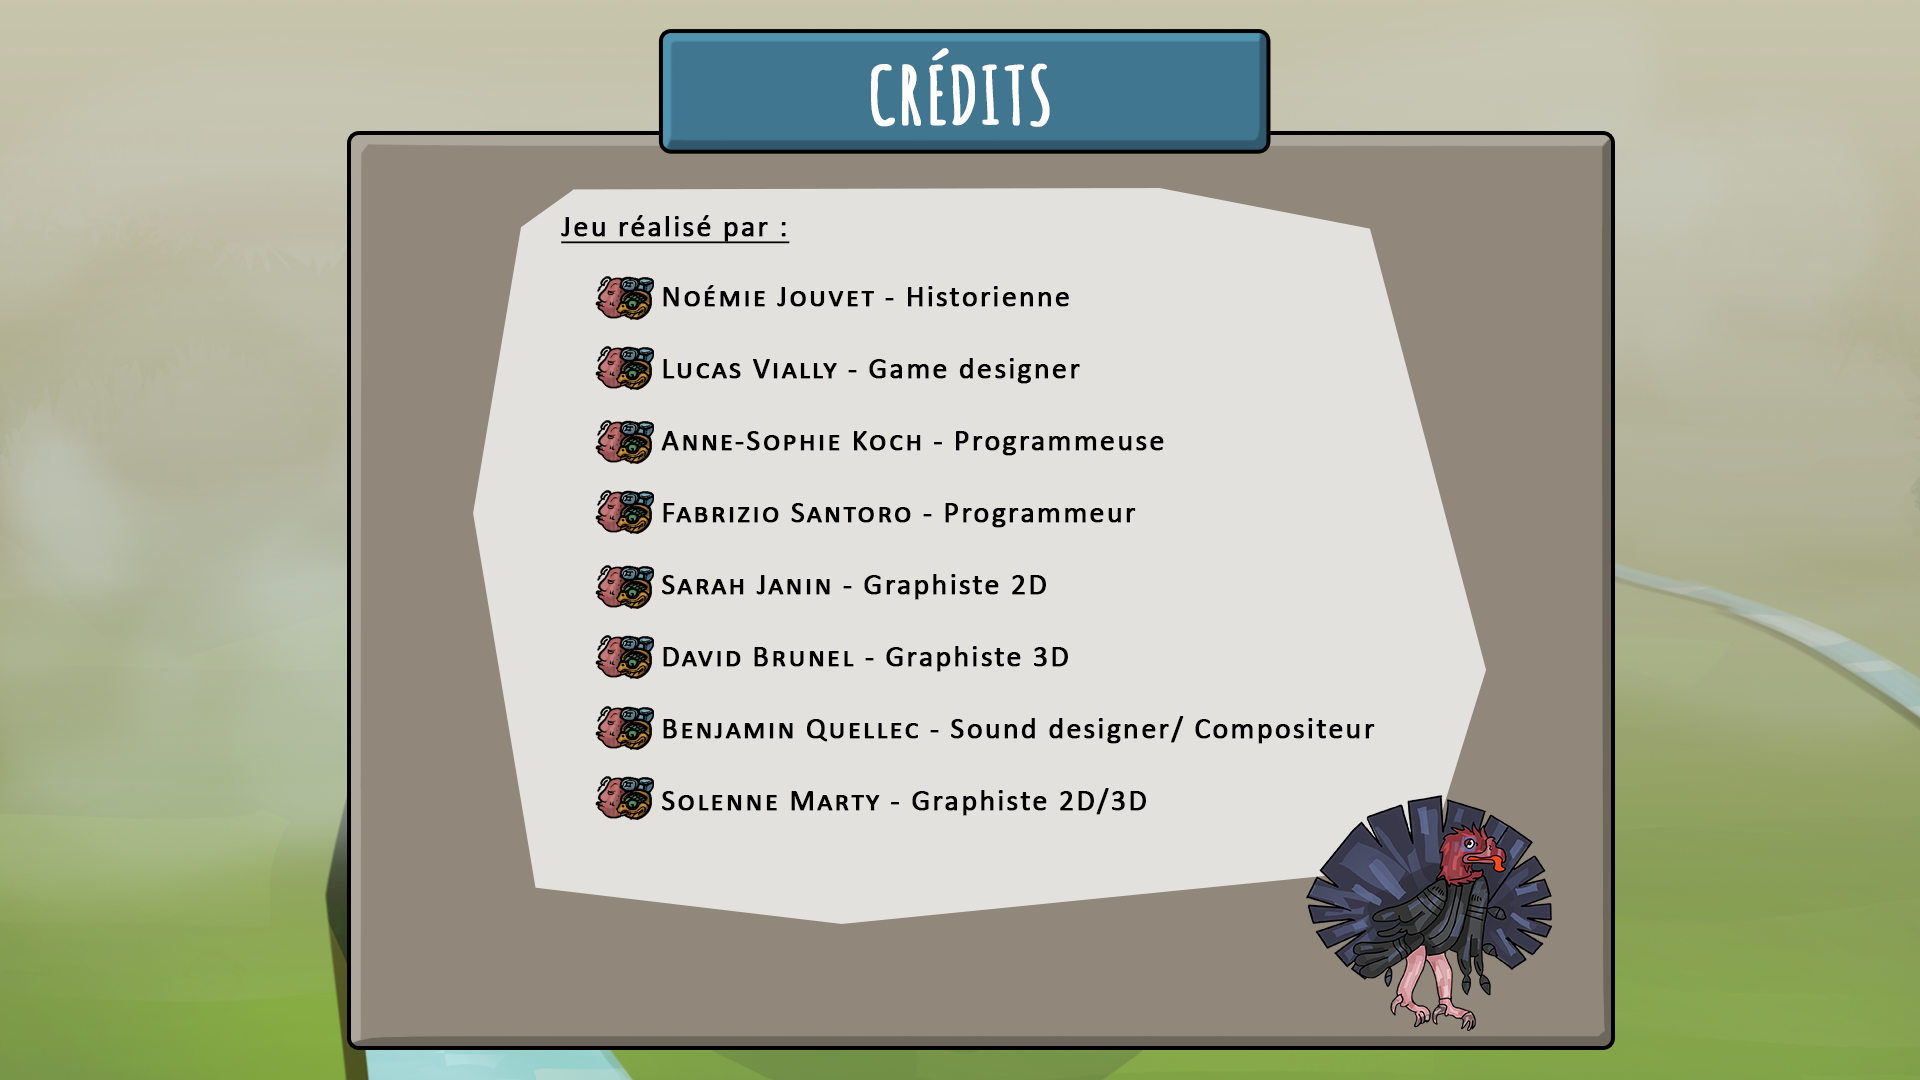 CRÉDITS
Jeu réalisé par :
Noémie Jouvet - Historienne
Lucas Vially - Game designer
Anne-Sophie Koch - Programmeuse
Fabrizio Santoro - Programmeur
Sarah Janin - Graphiste 2D
David Brunel - Graphiste 3D
Benjamin Quellec - Sound designer/ Compositeur
Solenne Marty - Graphiste 2D/3D